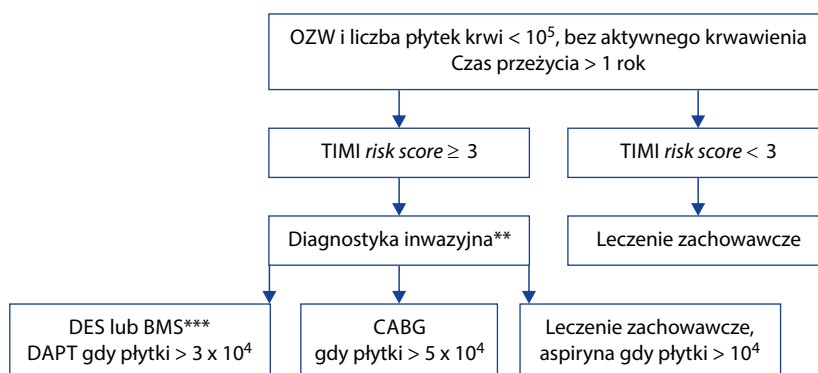 OZW i liczba płytek krwi < 10⁵, bez aktywnego krwawienia
Czas przeżycia > 1 rok
TIMI risk score ≥ 3
TIMI risk score < 3
Diagnostyka inwazyjna**
Leczenie zachowawcze
DES lub BMS***
DAPT gdy płytki > 3 x 10⁴
CABG
gdy płytki > 5 x 10⁴
Leczenie zachowawcze,
aspiryna gdy płytki > 10⁴